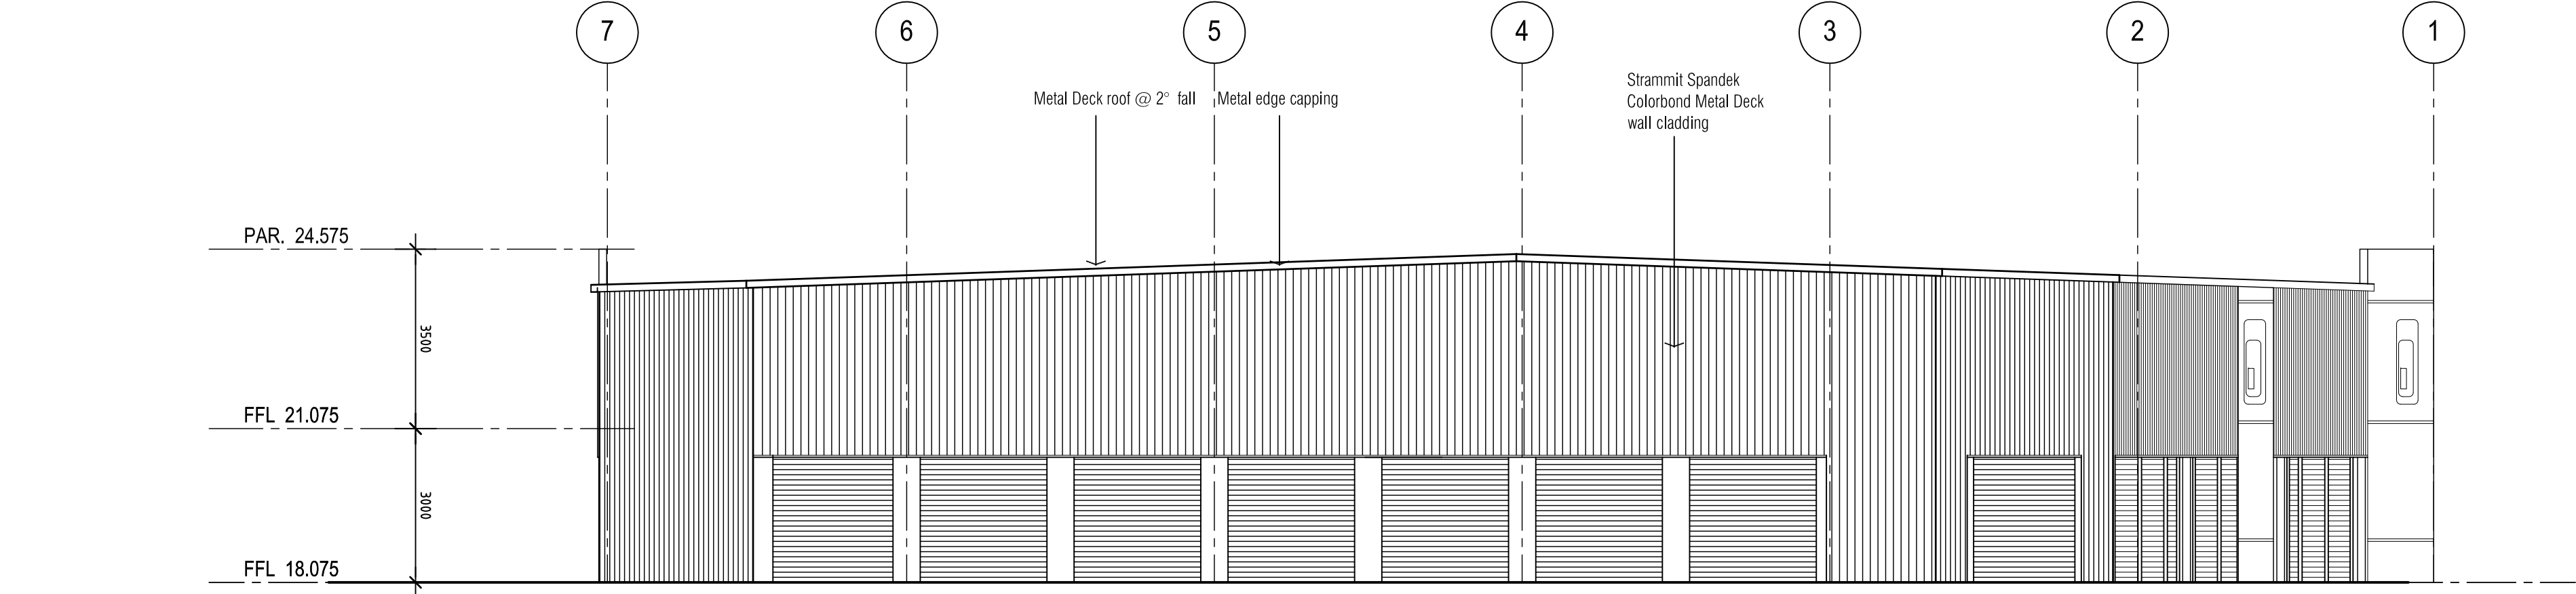 7 6 5 4 3 2 1
Strammit Spandek
Colorbond Metal Deck
wall cladding
Metal Deck roof @ 2° fall
Metal edge capping
PAR. 24.575
3500
FFL 21.075
3000
FFL 18.075